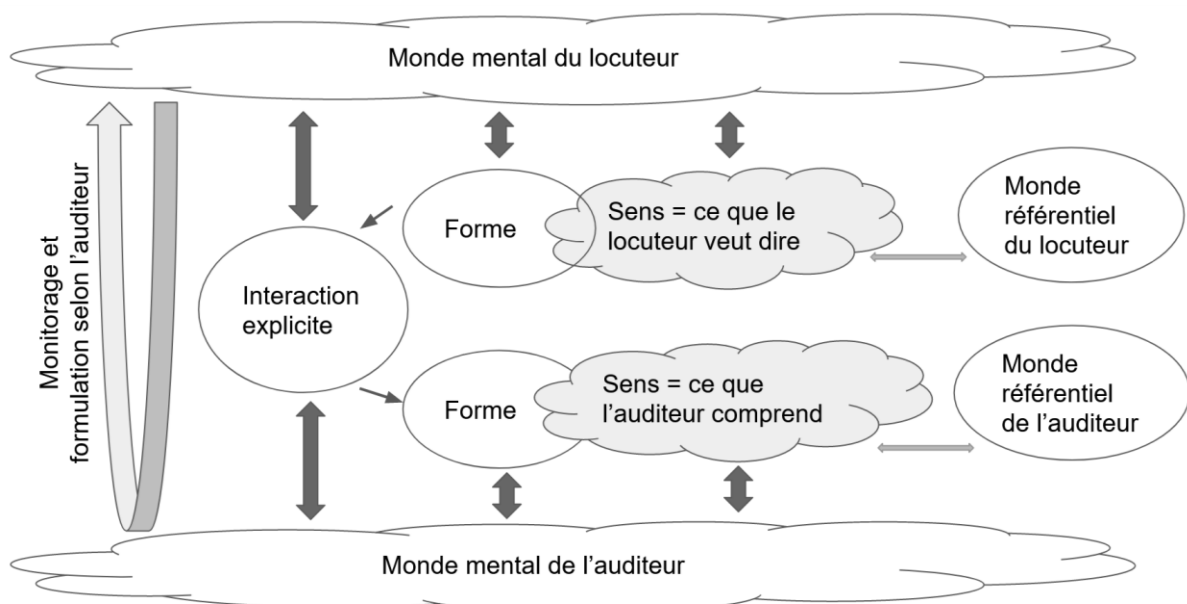 Monde mental du locuteur
Monitorage et
formulation selon l’auditeur
Forme
Sens = ce que le
locuteur veut dire
Monde
référentiel
du locuteur
Interaction
explicite
Forme
Sens = ce que
l’auditeur comprend
Monde
référentiel
de l’auditeur
Monde mental de l’auditeur